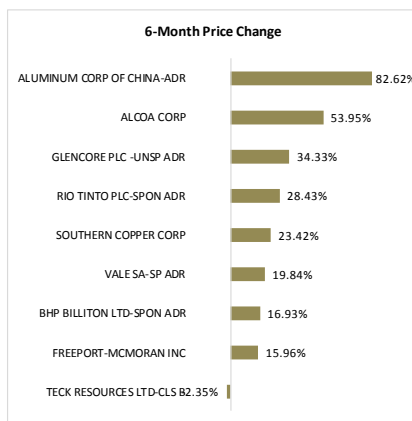 6-Month Price Change
ALUMINUM CORP OF CHINA-ADR 82.62%
ALCOA CORP 53.95%
GLENCORE PLC -UNSP ADR 34.33%
RIO TINTO PLC-SPON ADR 28.43%
SOUTHERN COPPER CORP 23.42%
VALE SA-SP ADR 19.84%
BHP BILLITON LTD-SPON ADR 16.93%
FREEPORT-MCMORAN INC 15.96%
TECK RESOURCES LTD-CLS 2.35%